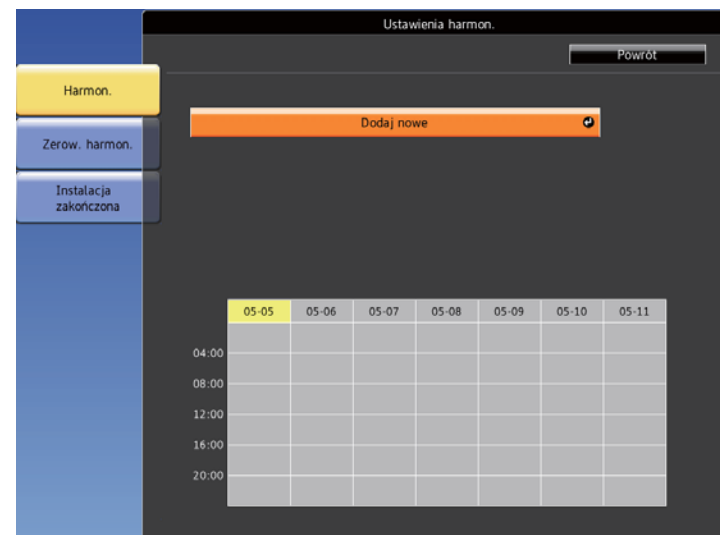 Ustawienia harmon.
Powrót
Harmon.
Dodaj nowe
Zerow. harmon.
Instalacja
zakończona
05-05 05-06 05-07 05-08 05-09 05-10 05-11
04:00
08:00
12:00
16:00
20:00